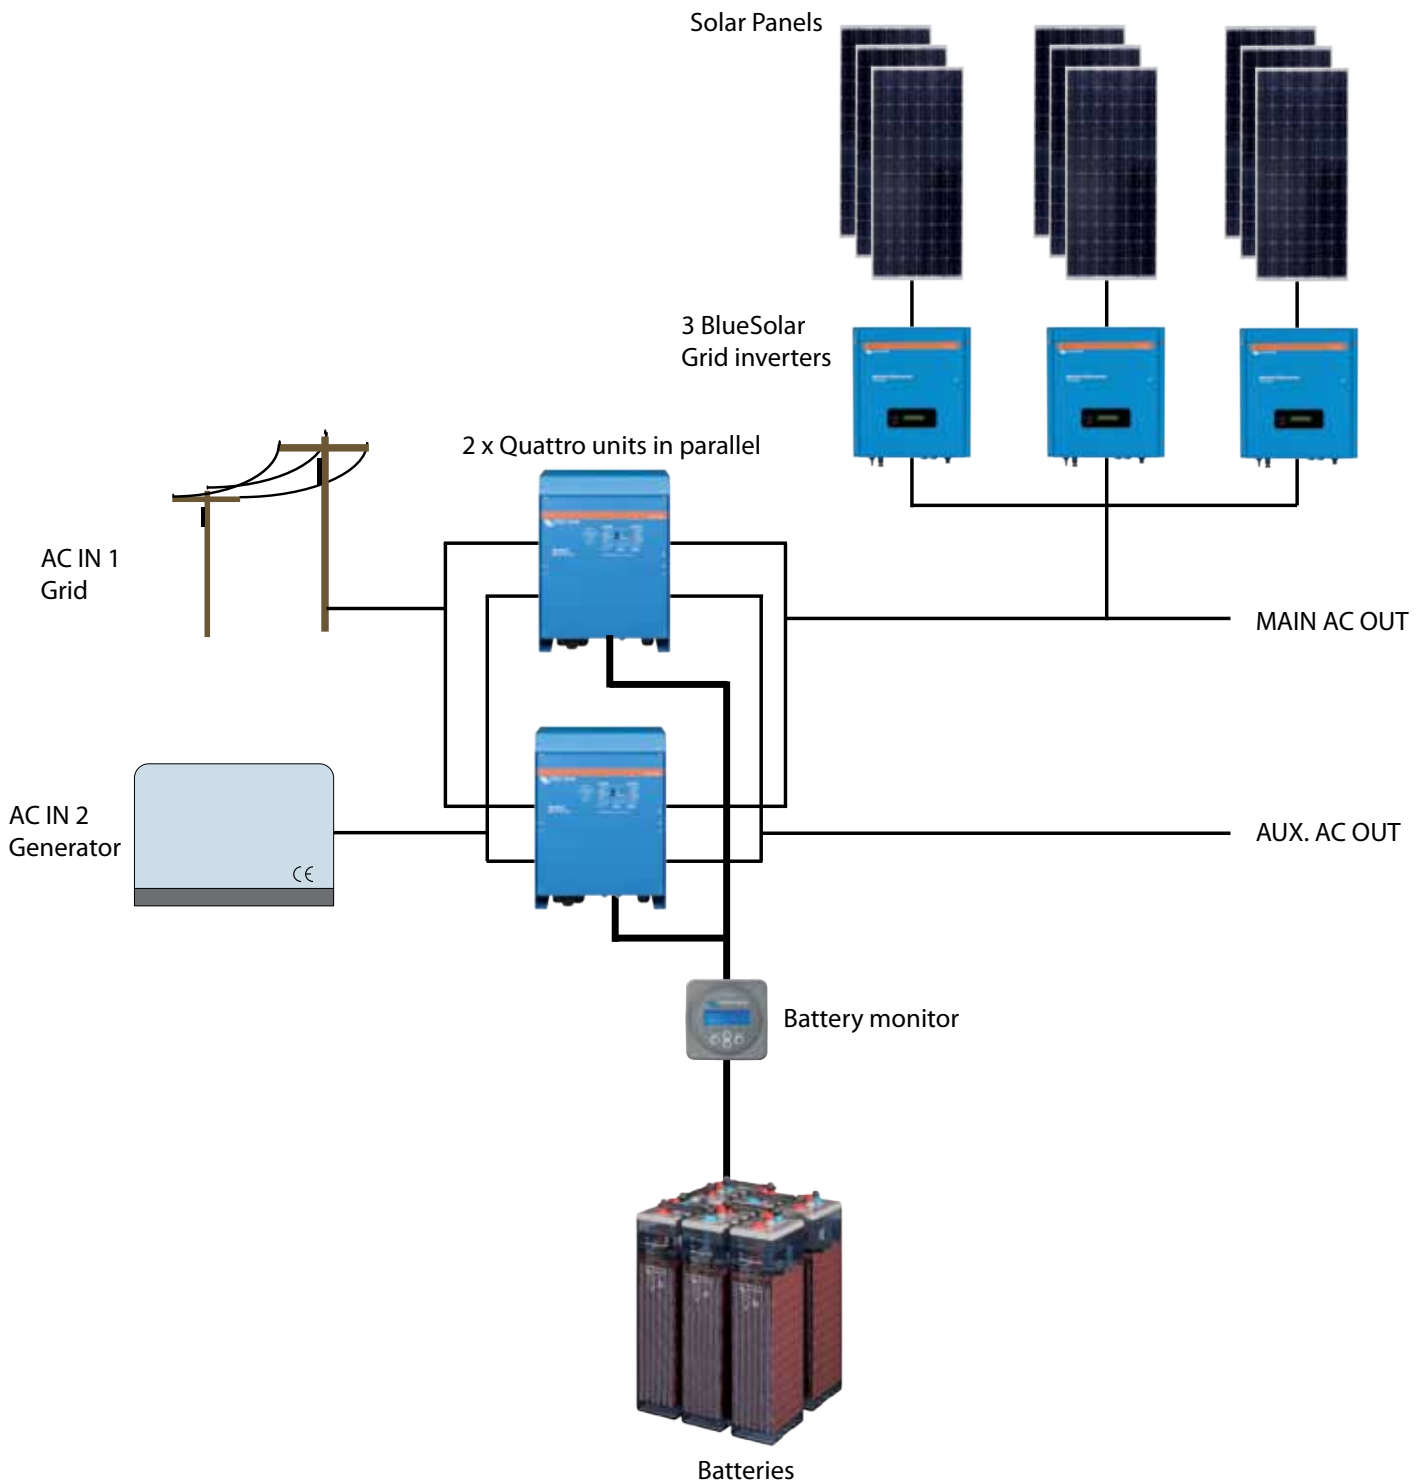 Solar Panels
3 BlueSolar
Grid inverters
2 x Quattro units in parallel
AC IN 1
Grid
MAIN AC OUT
AC IN 2
Generator
CE
AUX. AC OUT
Battery monitor
Batteries